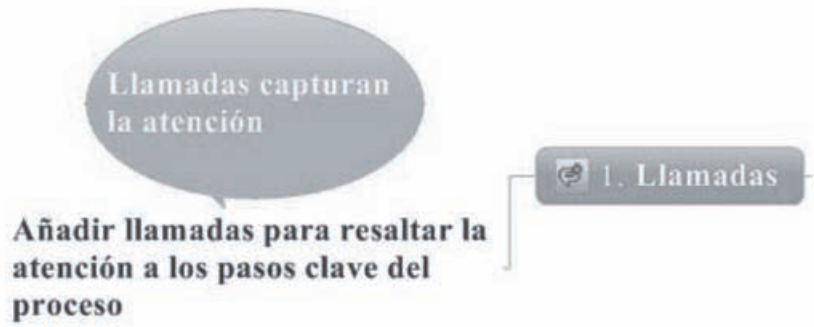 Llamadas capturan
la atención
1. Llamadas
Añadir llamadas para resaltar la
atención a los pasos clave del
proceso